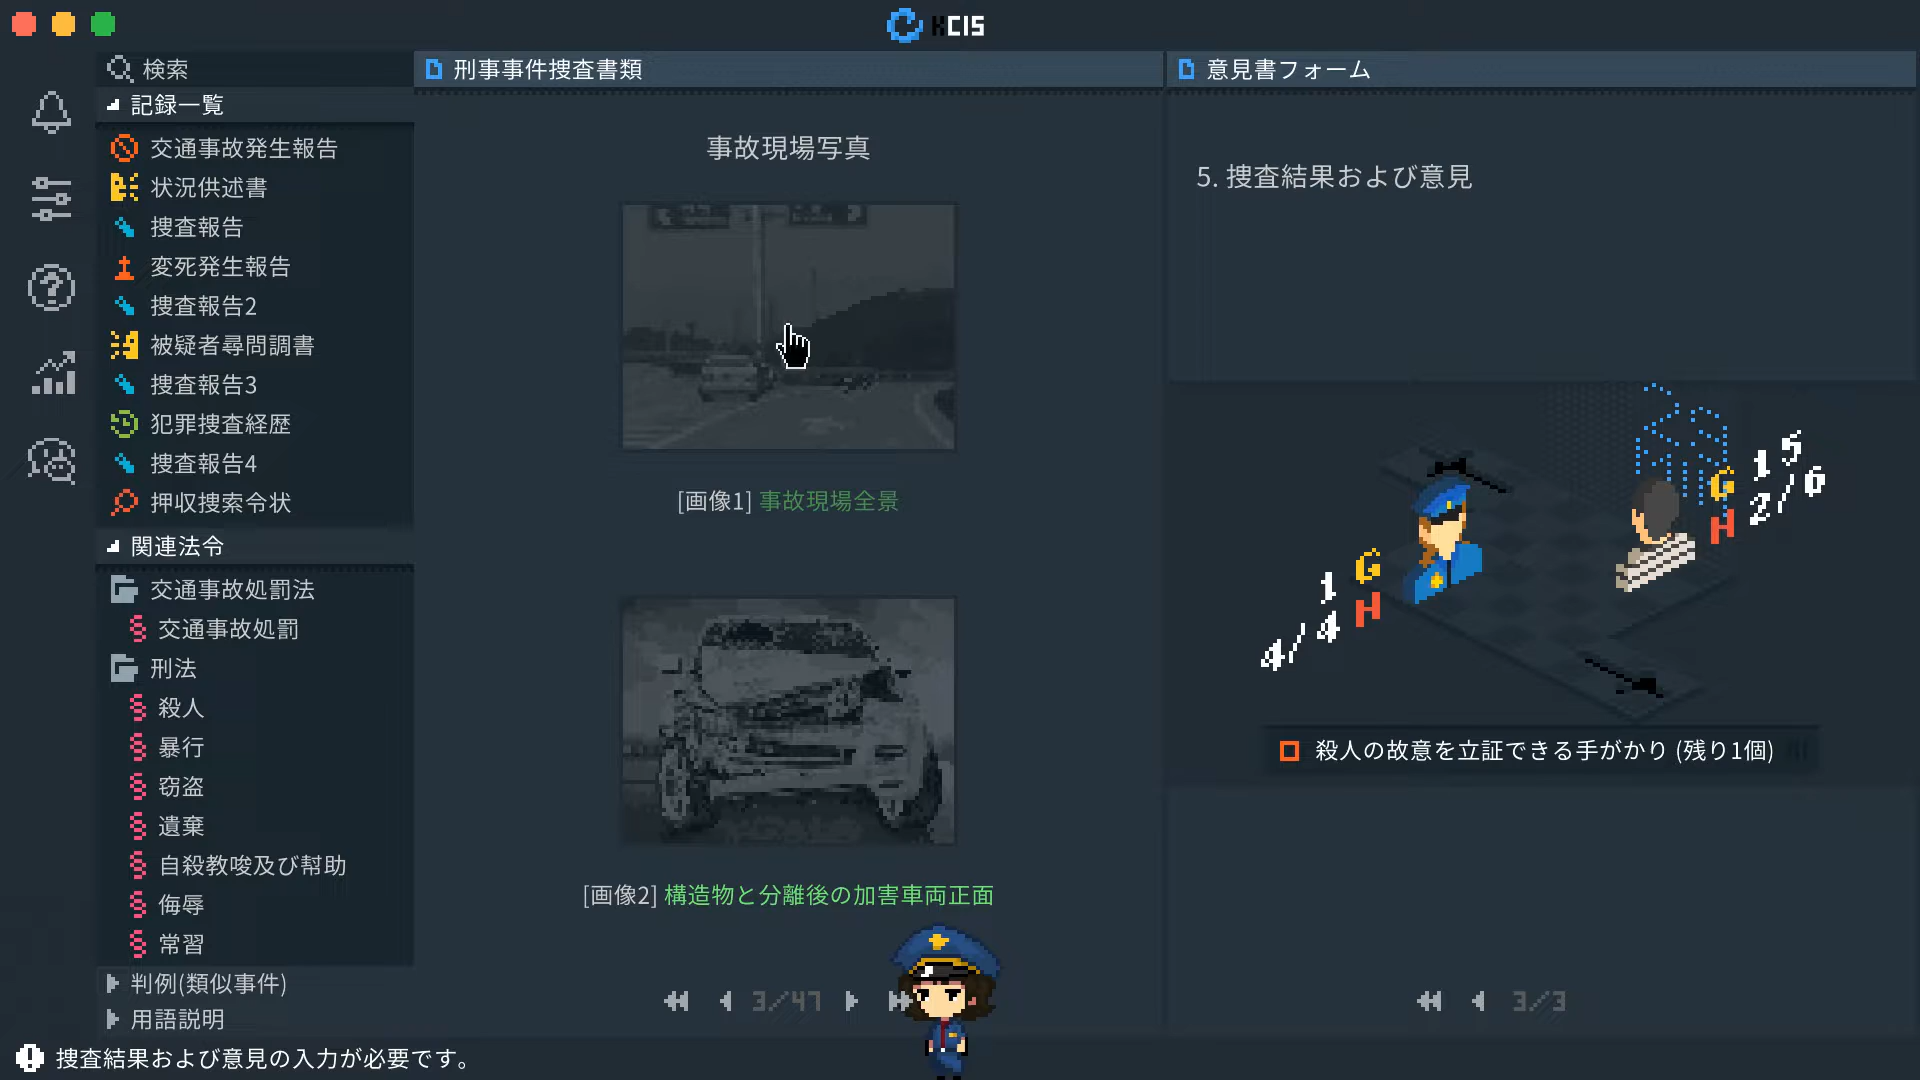 KCIS
検索
記録一覧
交通事故発生報告
状況供述書
捜査報告
変死発生報告
捜査報告2
被疑者尋問調書
捜査報告3
犯罪捜査経歴
捜査報告4
押収捜索令状
関連法令
交通事故処罰法
交通事故処罰
刑法
殺人
暴行
窃盗
遺棄
自殺教唆及び幇助
侮辱
常習
判例(類似事件)
用語説明
捜査結果および意見の入力が必要です。
刑事事件捜査書類
事故現場写真
[画像1] 事故現場全景
[画像2] 構造物と分離後の加害車両正面
3/47
意見書フォーム
5. 捜査結果および意見
G 15
H 2/6
1 G
4/4 H
殺人の故意を立証できる手がかり (残り1個)
3/3